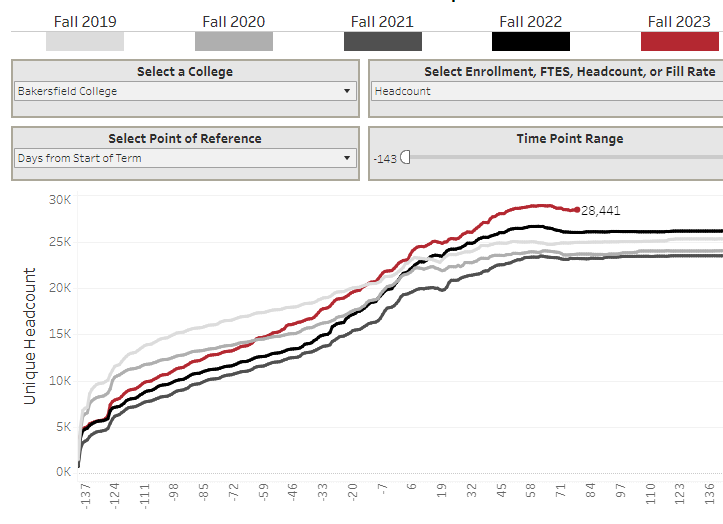 Fall 2019 Fall 2020 Fall 2021 Fall 2022 Fall 2023
Select a College
Bakersfield College
Select Enrollment, FTES, Headcount, or Fill Rate
Headcount
Select Point of Reference
Days from Start of Term
Time Point Range
-143
Unique Headcount
30K
25K
20K
15K
10K
5K
0K
28,441
-137 -124 -111 -98 -85 -72 -59 -46 -33 -20 -7 6 19 32 45 58 71 84 97 110 123 136